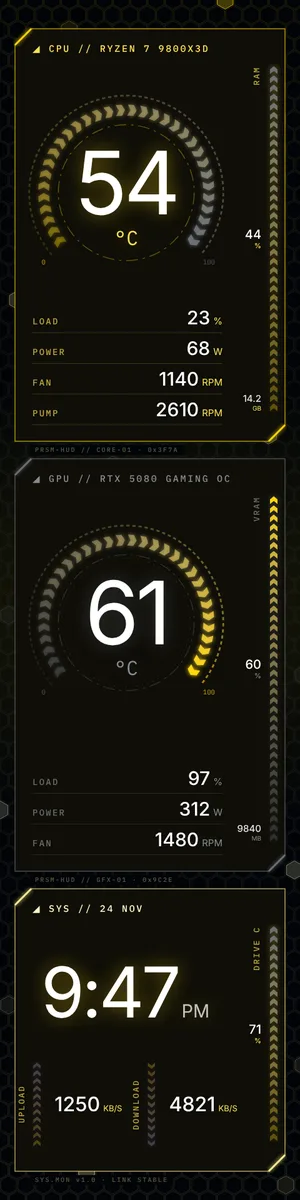 CPU // RYZEN 7 9800X3D
RAM
54
°C
0
100
44
%
LOAD 23 %
POWER 68 W
FAN 1140 RPM
14.2
GB
PUMP 2610 RPM
PRSM-HUD // CORE-01 · 0x3F7A
GPU // RTX 5080 GAMING OC
VRAM
61
°C
0
100
60
%
LOAD 97 %
POWER 312 W
9840
MB
FAN 1480 RPM
PRSM-HUD // GFX-01 · 0x9C2E
SYS // 24 NOV
DRIVE C
9:47 PM
71
%
UPLOAD
1250 KB/S
DOWNLOAD
4821 KB/S
SYS.MON v1.0 · LINK STABLE